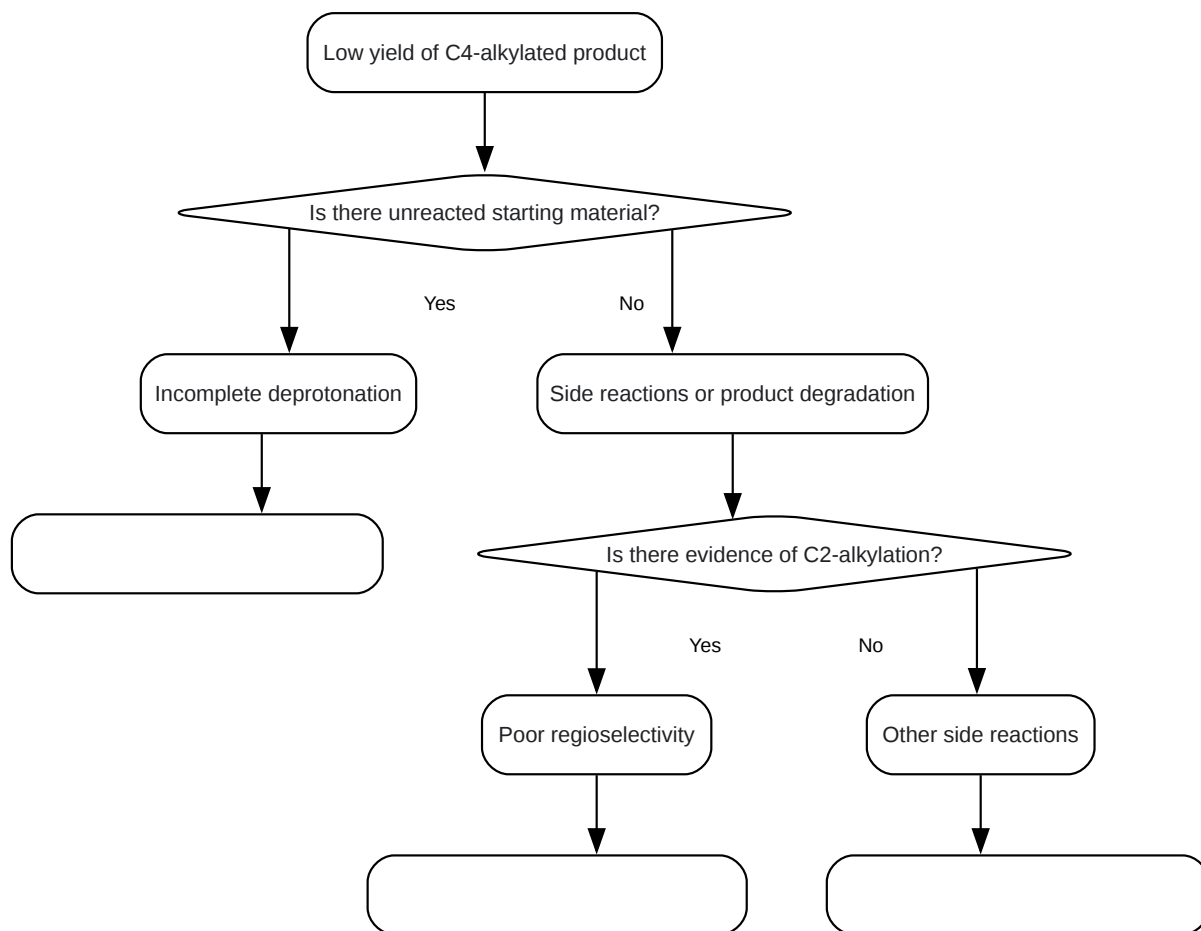 Low yield of C4-alkylated product
Is there unreacted starting material?
Yes
No
Incomplete deprotonation
Side reactions or product degradation
Is there evidence of C2-alkylation?
Yes
No
Poor regioselectivity
Other side reactions